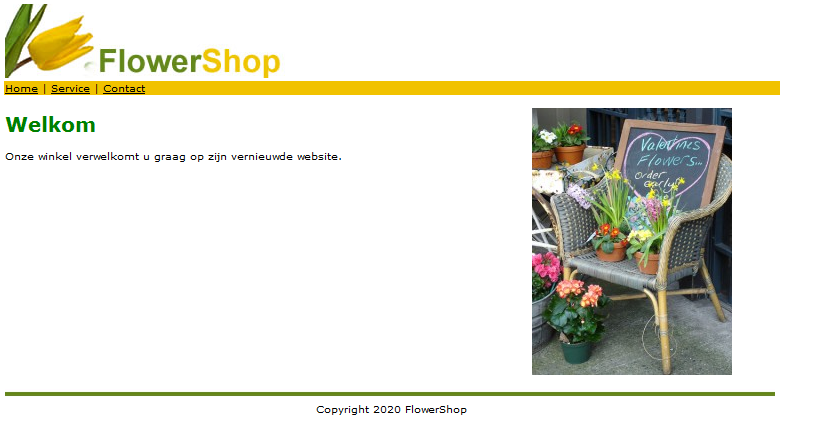 FlowerShop
Home | Service | Contact
Welkom
Onze winkel verwelkomt u graag op zijn vernieuwde website.
Valentines
Flowers...
order
early
Copyright 2020 FlowerShop